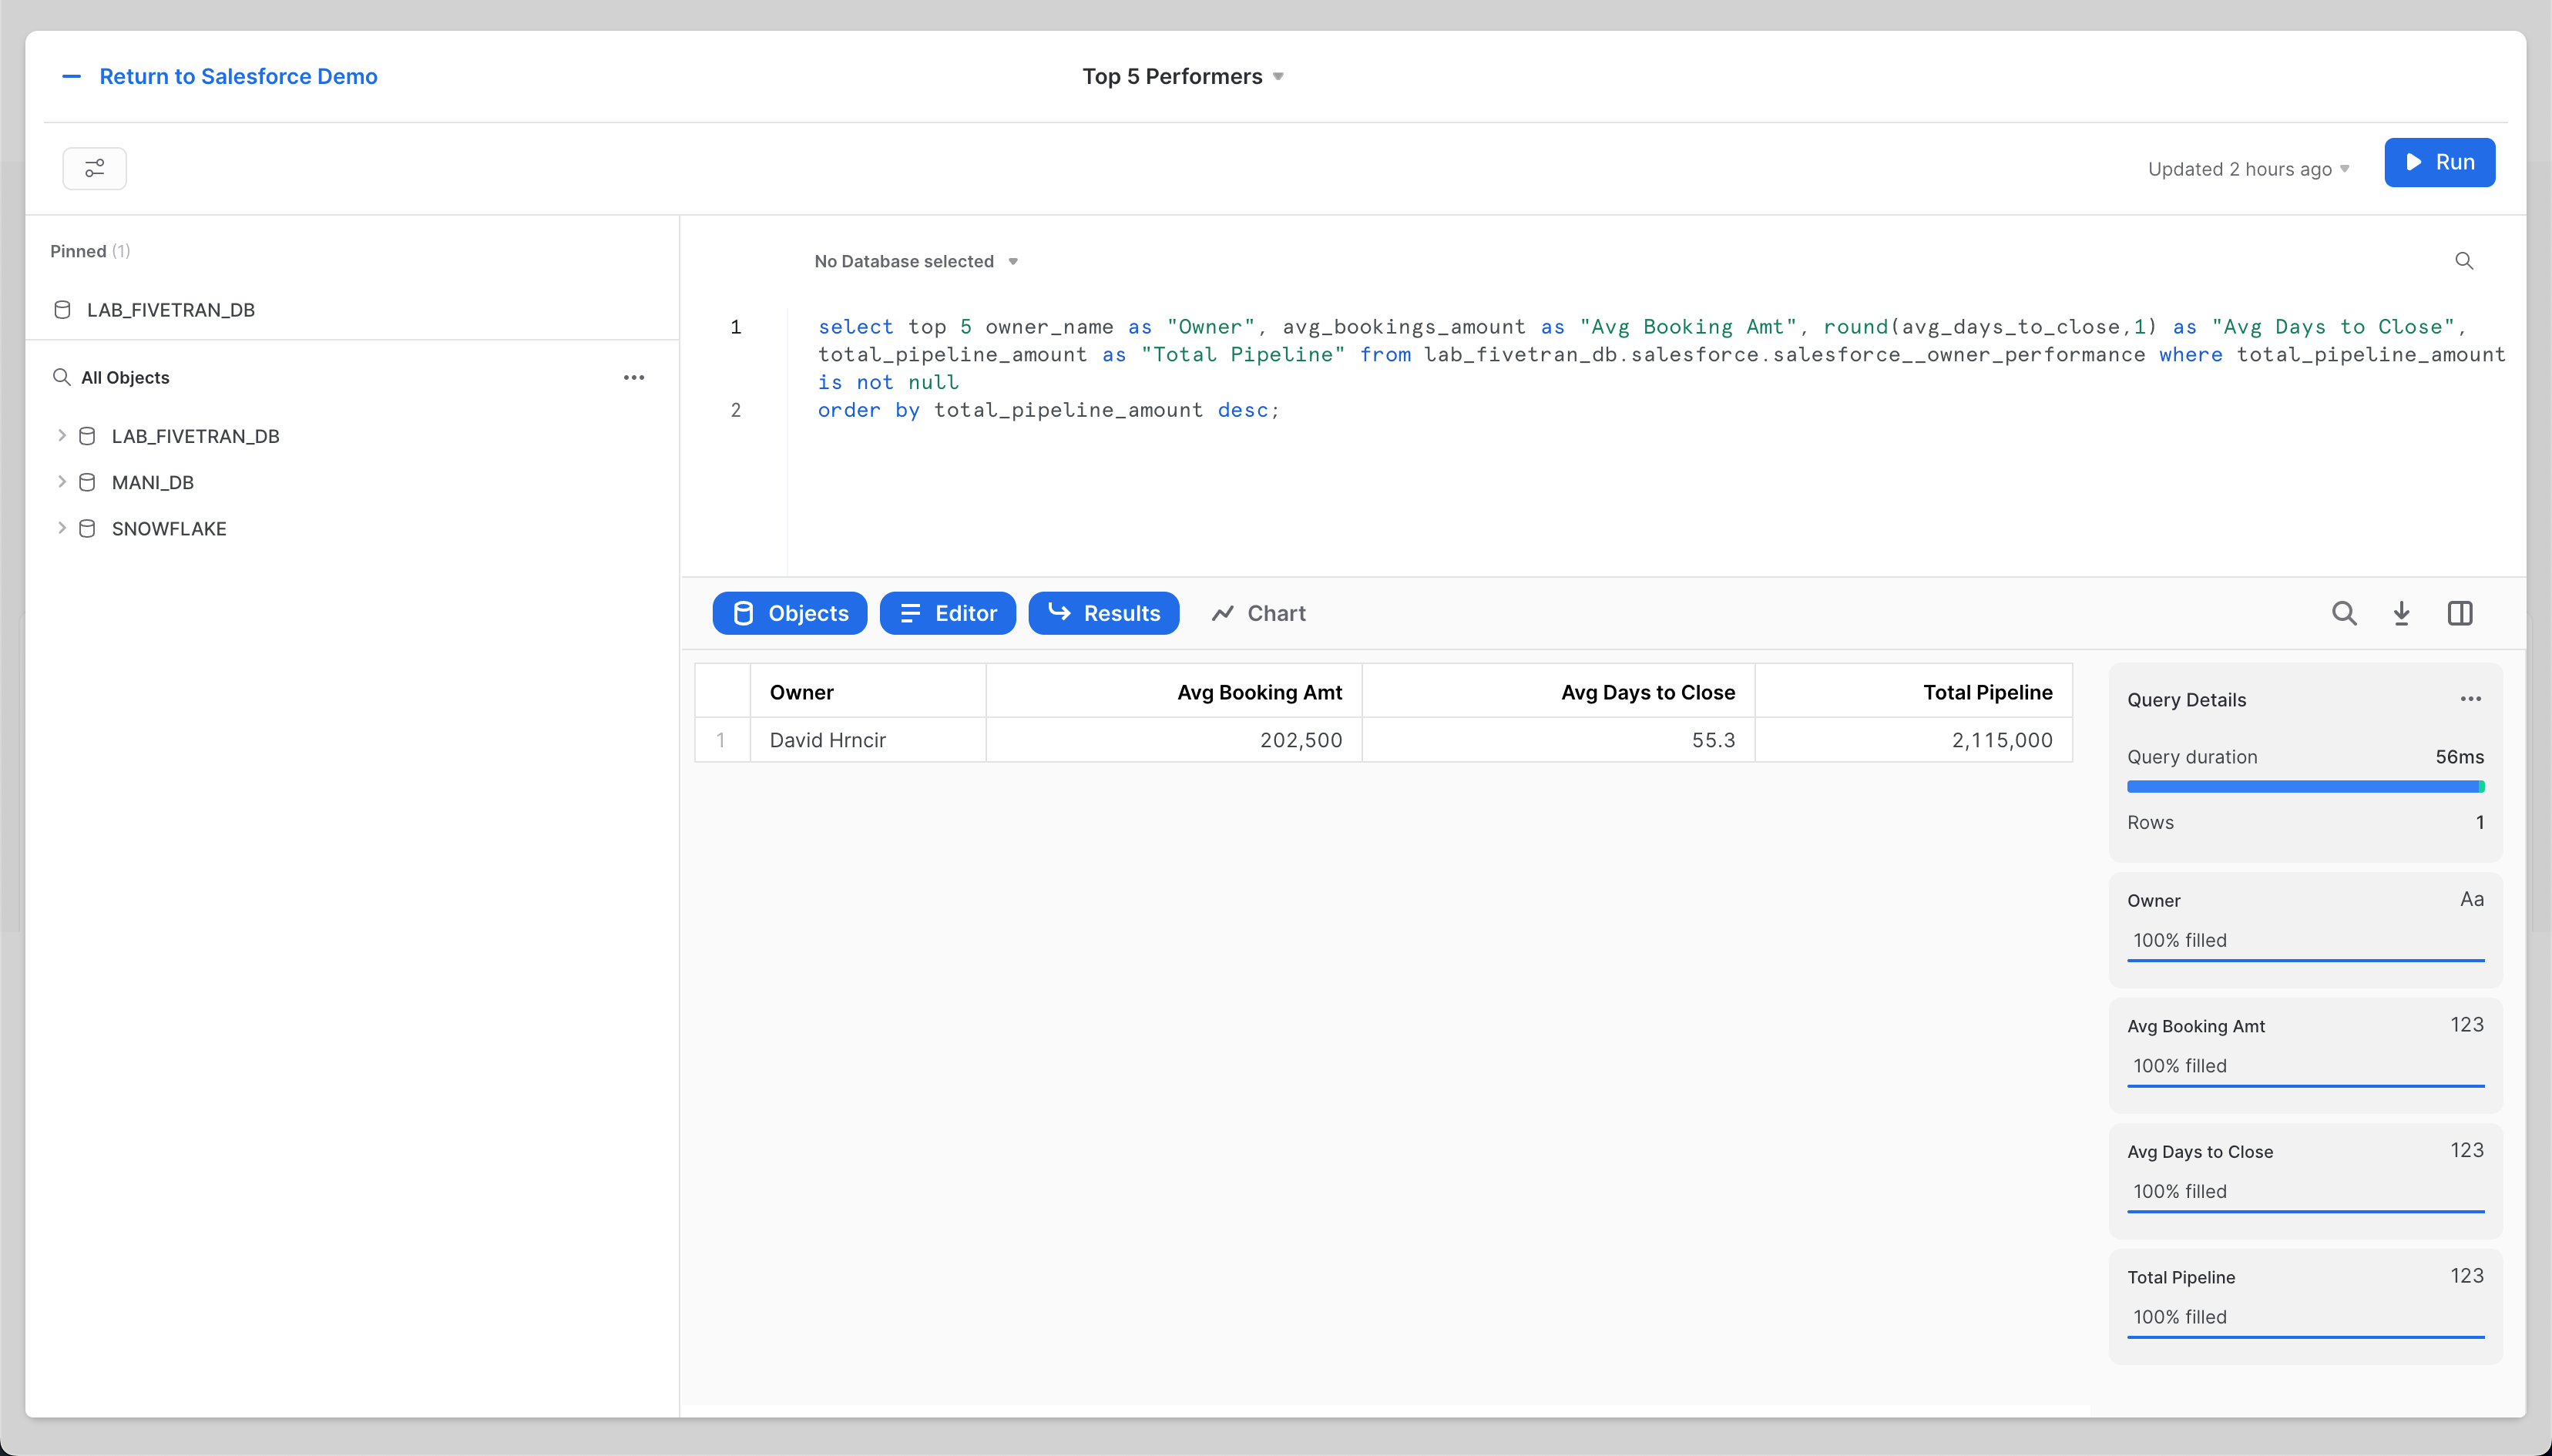 Return to Salesforce Demo
Top 5 Performers
Updated 2 hours ago
Run
Pinned (1)
LAB_FIVETRAN_DB
All Objects
LAB_FIVETRAN_DB
MANI_DB
SNOWFLAKE
No Database selected
1 select top 5 owner_name as "Owner", avg_bookings_amount as "Avg Booking Amt", round(avg_days_to_close,1) as "Avg Days to Close",
total_pipeline_amount as "Total Pipeline" from lab_fivetran_db.salesforce.salesforce__owner_performance where total_pipeline_amount
is not null
2 order by total_pipeline_amount desc;
Objects Editor Results Chart
Owner Avg Booking Amt Avg Days to Close Total Pipeline
1 David Hrncir 202,500 55.3 2,115,000
Query Details
Query duration 56ms
Rows 1
Owner Aa
100% filled
Avg Booking Amt 123
100% filled
Avg Days to Close 123
100% filled
Total Pipeline 123
100% filled